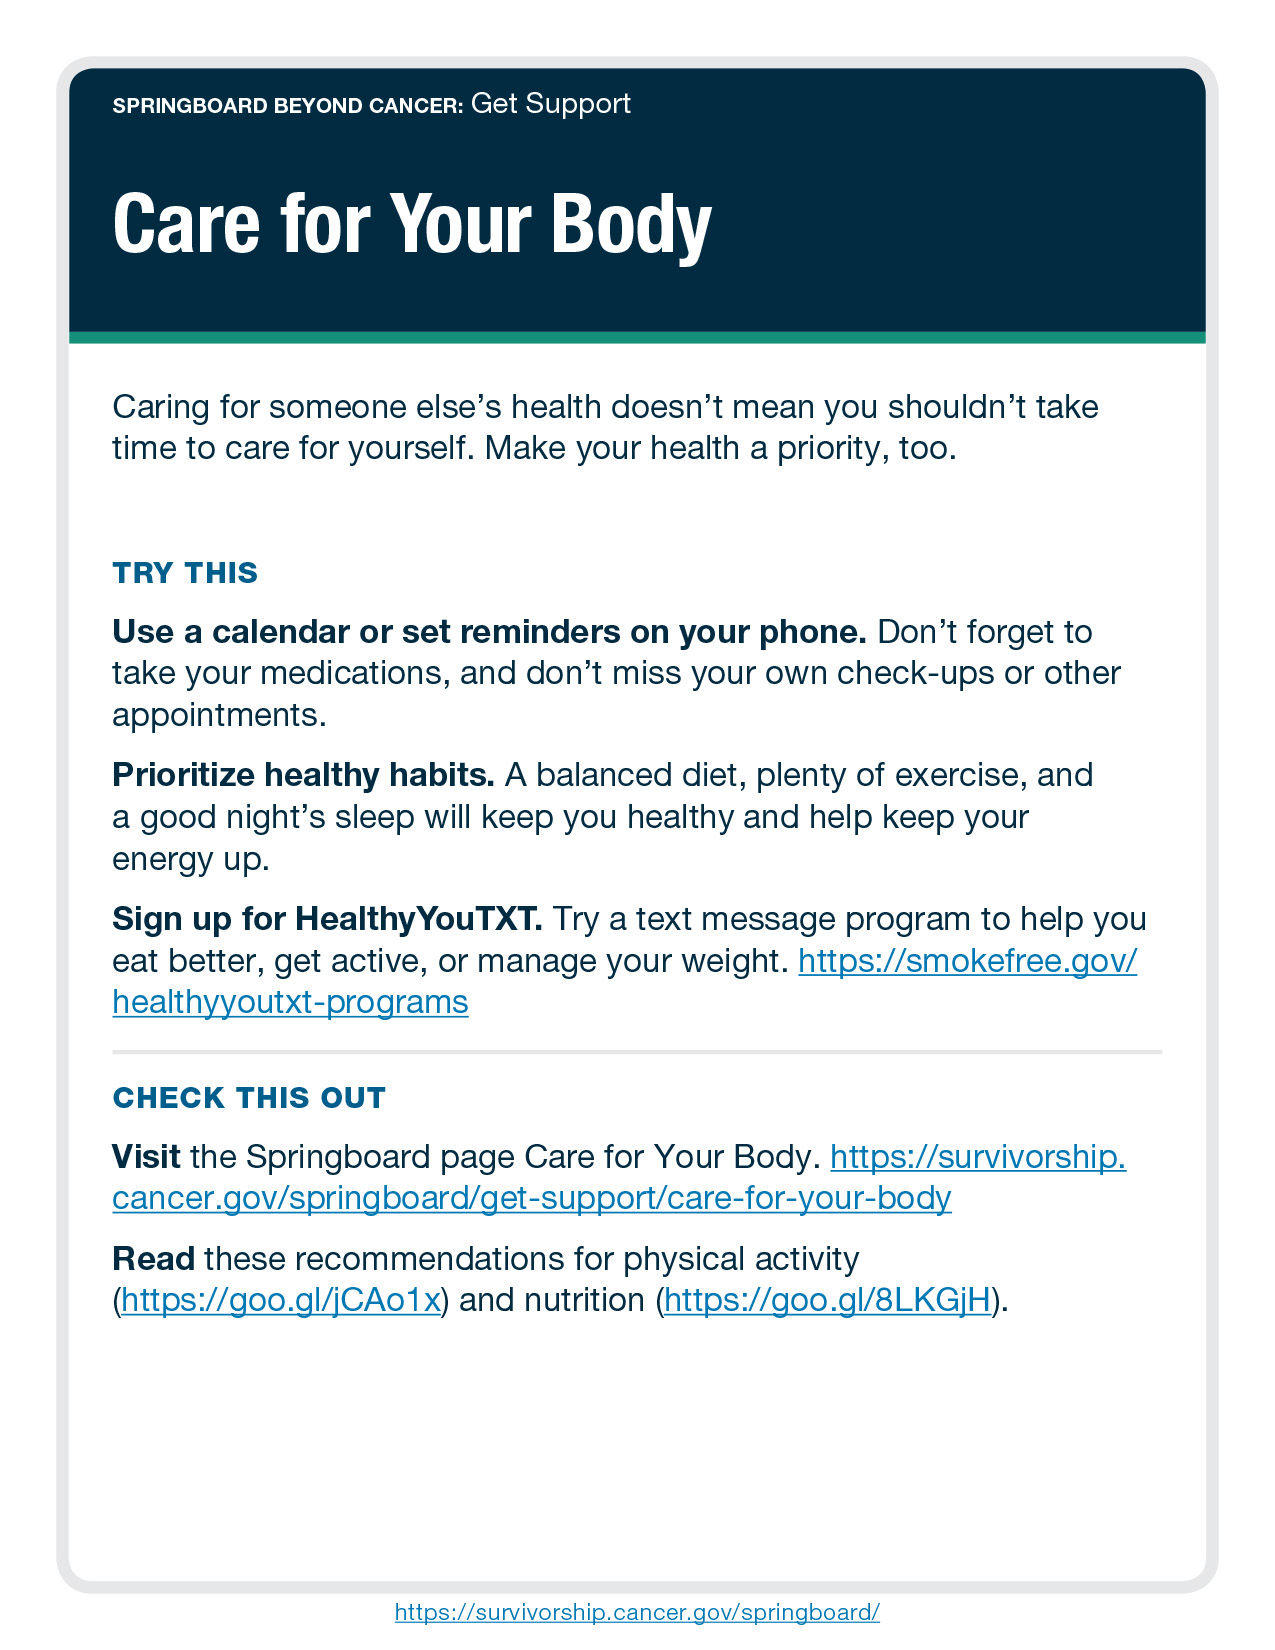 SPRINGBOARD BEYOND CANCER: Get Support
Care for Your Body
Caring for someone else’s health doesn’t mean you shouldn’t take
time to care for yourself. Make your health a priority, too.
TRY THIS
Use a calendar or set reminders on your phone. Don’t forget to
take your medications, and don’t miss your own check-ups or other
appointments.
Prioritize healthy habits. A balanced diet, plenty of exercise, and
a good night’s sleep will keep you healthy and help keep your
energy up.
Sign up for HealthyYouTXT. Try a text message program to help you
eat better, get active, or manage your weight. https://smokefree.gov/
healthyyoutxt-programs
CHECK THIS OUT
Visit the Springboard page Care for Your Body. https://survivorship.
cancer.gov/springboard/get-support/care-for-your-body
Read these recommendations for physical activity
(https://goo.gl/jCAo1x) and nutrition (https://goo.gl/8LKGjH).
https://survivorship.cancer.gov/springboard/